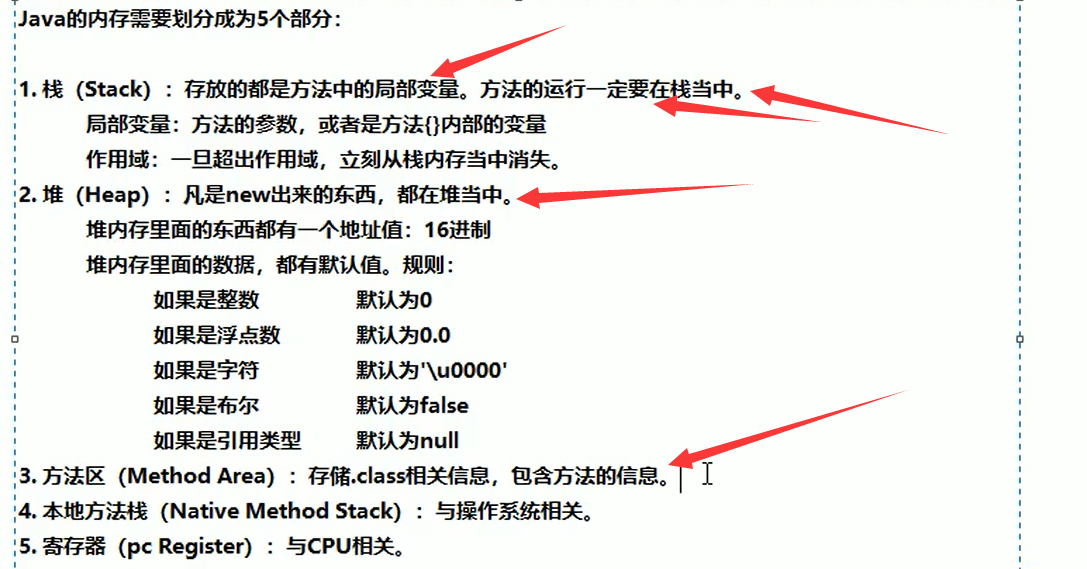 Java的内存需要划分成为5个部分：
1. 栈（Stack）：存放的都是方法中的局部变量。方法的运行一定要在栈当中。
局部变量：方法的参数，或者是方法{}内部的变量
作用域：一旦超出作用域，立刻从栈内存当中消失。
2. 堆（Heap）：凡是new出来的东西，都在堆当中。
堆内存里面的东西都有一个地址值：16进制
堆内存里面的数据，都有默认值。规则：
如果是整数 默认为0
如果是浮点数 默认为0.0
如果是字符 默认为'\u0000'
如果是布尔 默认为false
如果是引用类型 默认为null
3. 方法区（Method Area）：存储.class相关信息，包含方法的信息。
4. 本地方法栈（Native Method Stack）：与操作系统相关。
5. 寄存器（pc Register）：与CPU相关。